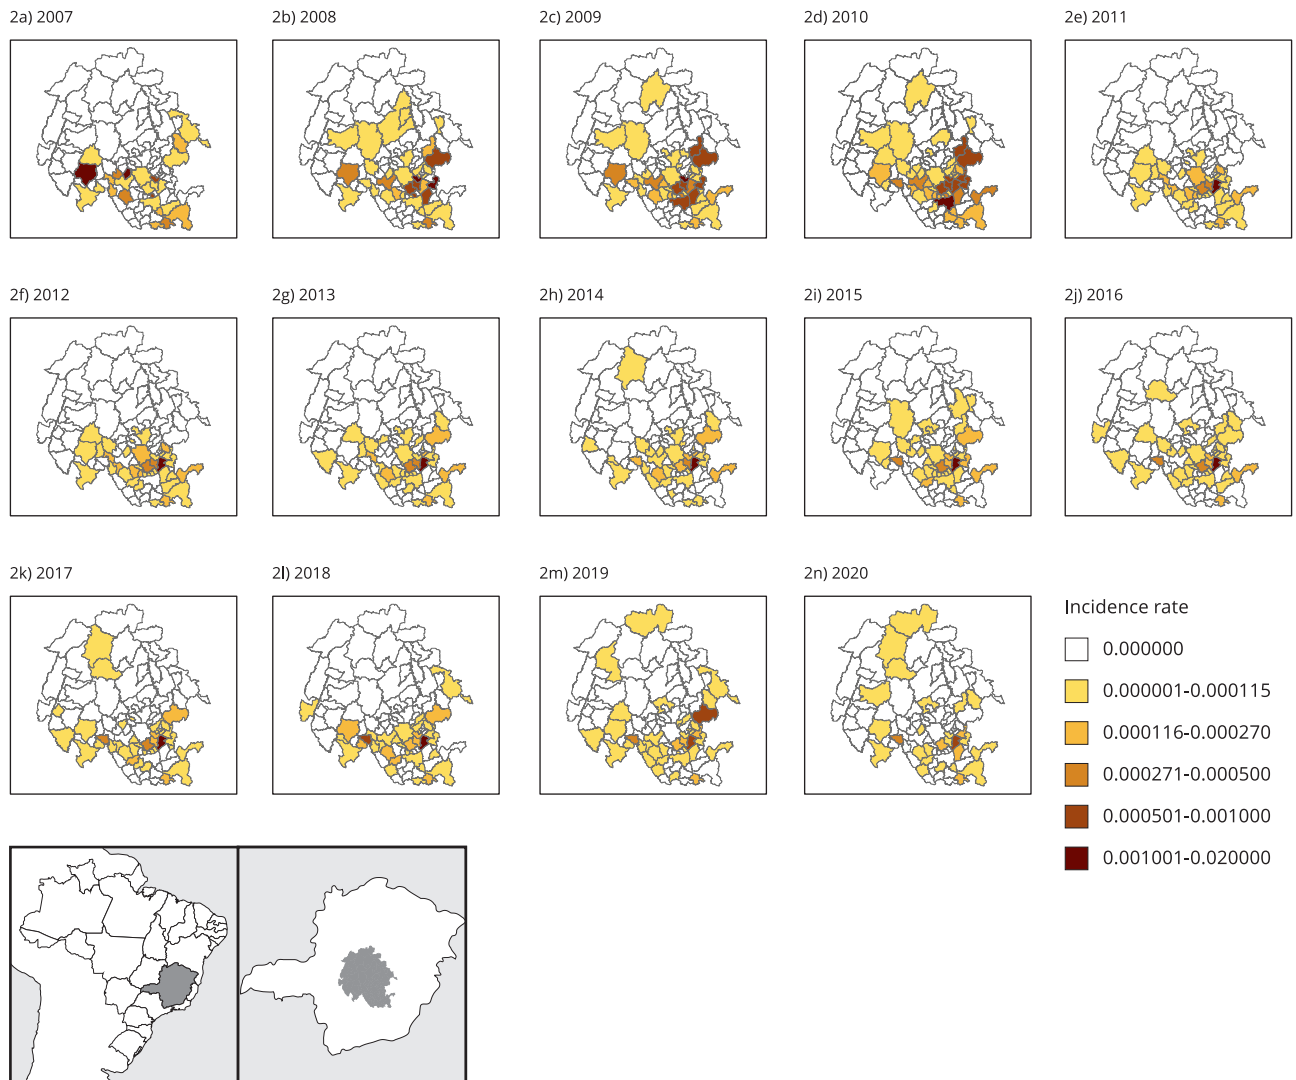 2a) 2007
2b) 2008
2c) 2009
2d) 2010
2e) 2011
2f) 2012
2g) 2013
2h) 2014
2i) 2015
2j) 2016
2k) 2017
2l) 2018
2m) 2019
2n) 2020
Incidence rate
0.000000
0.000001-0.000115
0.000116-0.000270
0.000271-0.000500
0.000501-0.001000
0.001001-0.020000